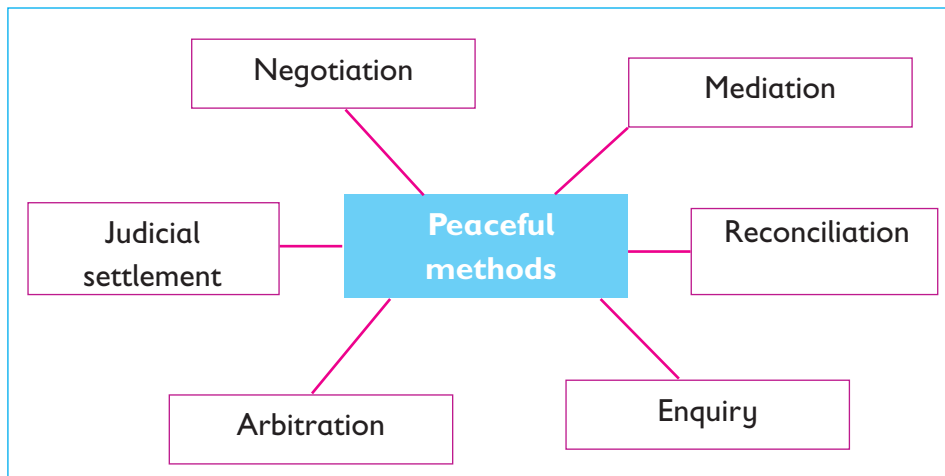 Negotiation
Mediation
Peaceful
methods
Judicial
settlement
Reconciliation
Arbitration
Enquiry